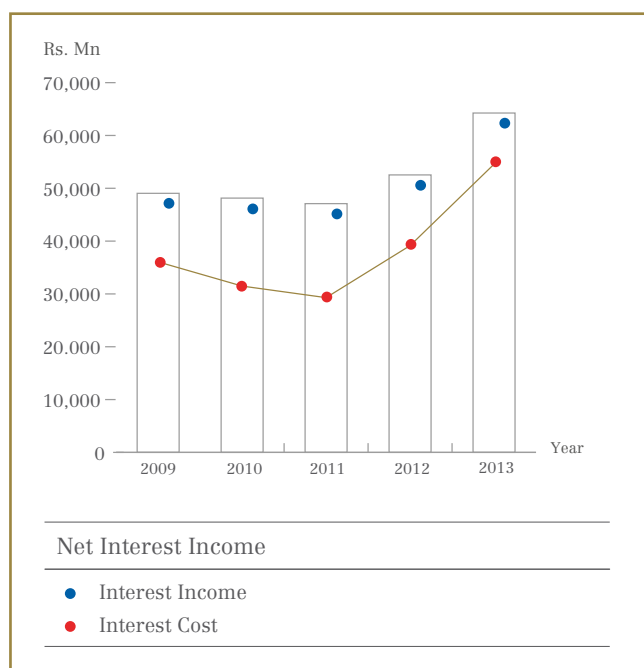 Rs. Mn
70,000
60,000
50,000
40,000
30,000
20.000
10,000
0
2009 2010 2011 2012 2013 Year
Net Interest Income
Interest Income
Interest Cost